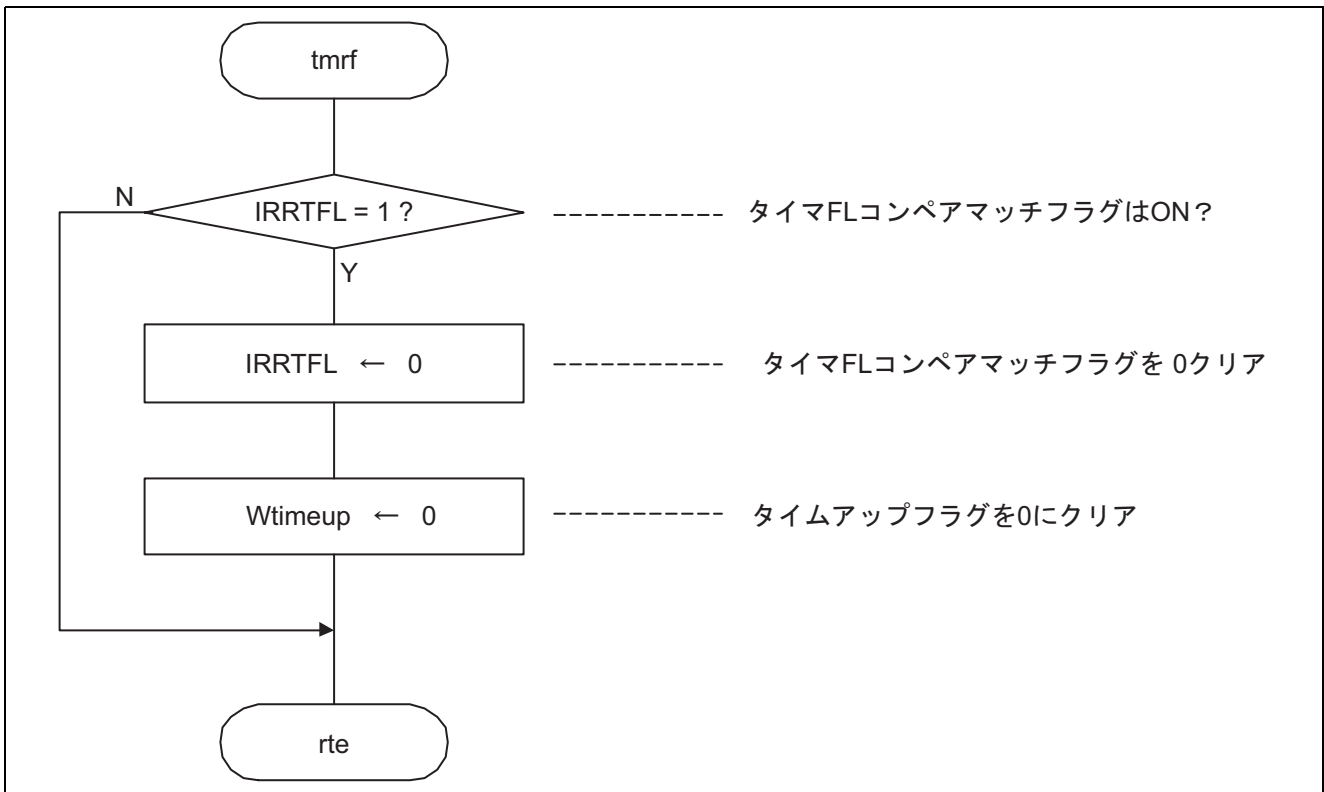 tmrf
N
IRRTFL = 1 ?
タイマFLコンペアマッチフラグはON？
Y
IRRTFL ← 0
タイマFLコンペアマッチフラグを 0クリア
Wtimeup ← 0
タイムアップフラグを0にクリア
rte